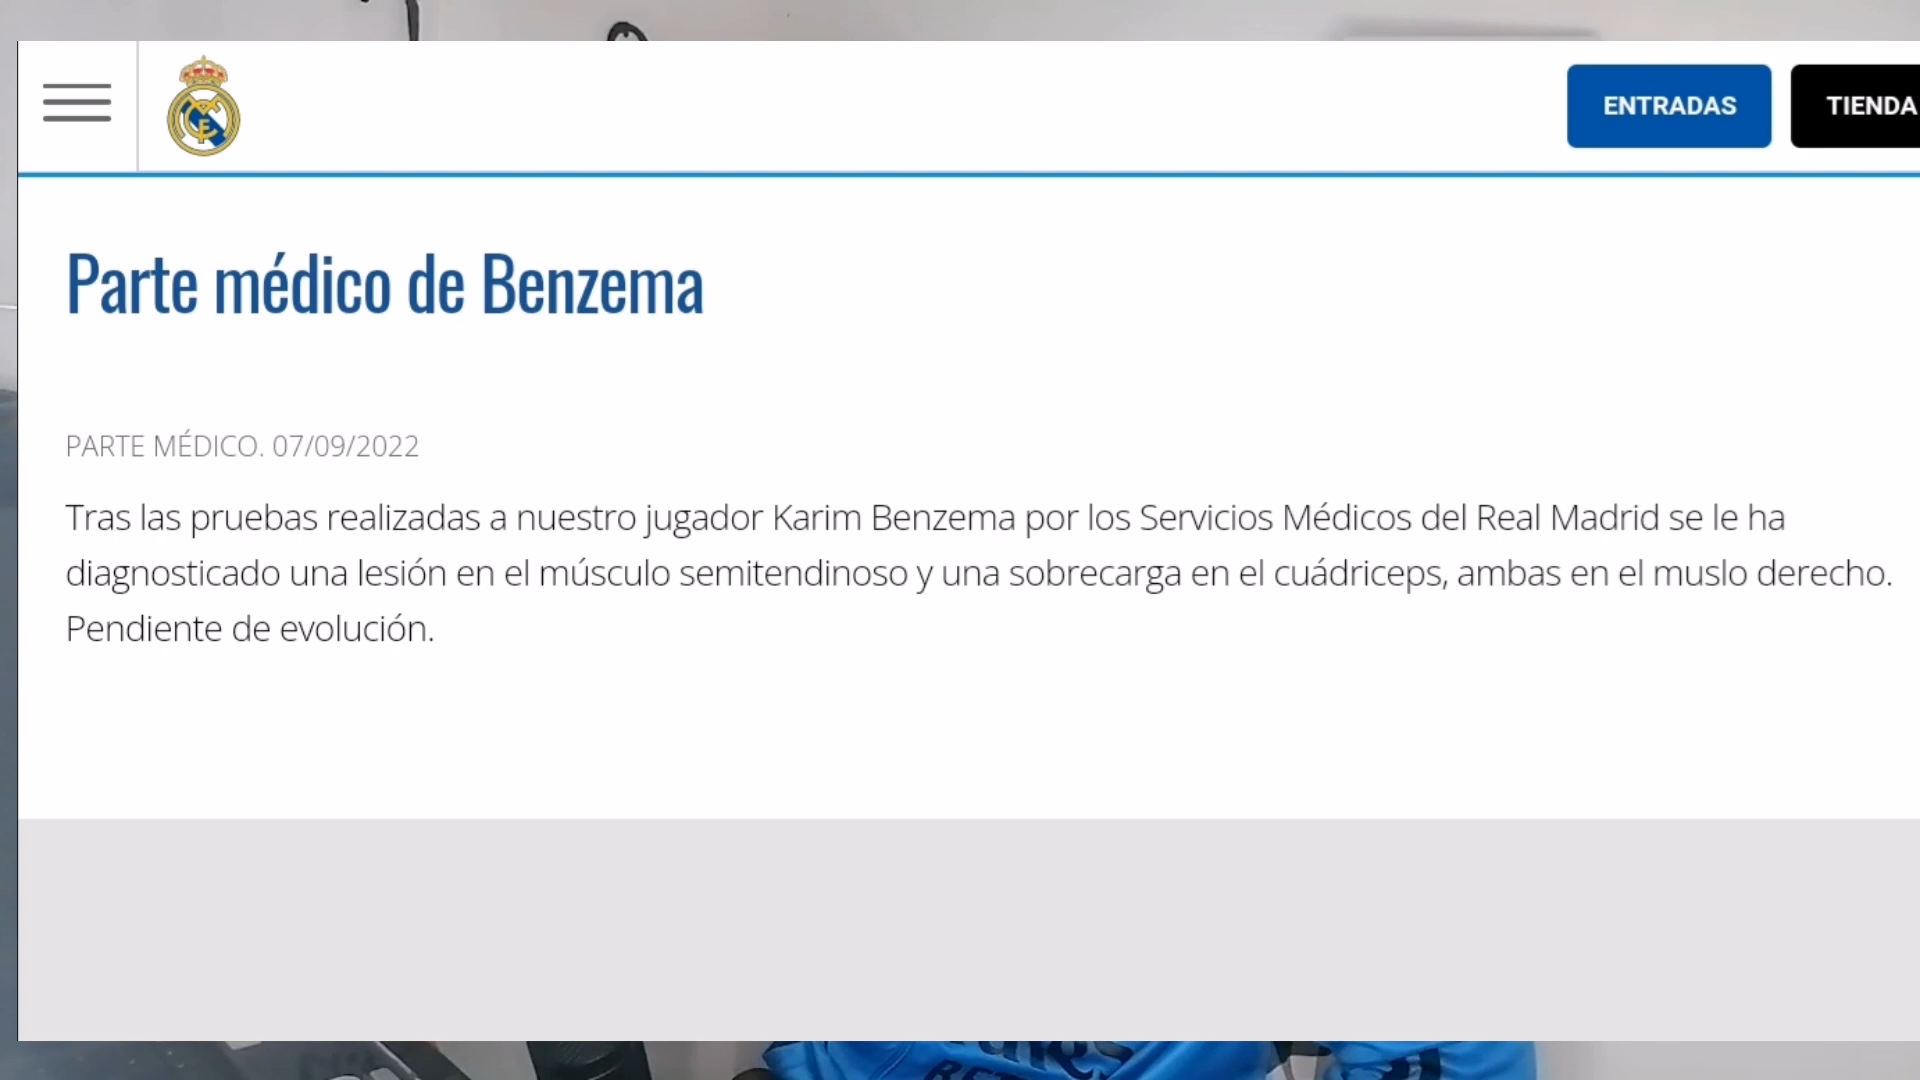 ENTRADAS
TIENDA
Parte médico de Benzema
PARTE MÉDICO. 07/09/2022
Tras las pruebas realizadas a nuestro jugador Karim Benzema por los Servicios Médicos del Real Madrid se le ha
diagnosticado una lesión en el músculo semitendinoso y una sobrecarga en el cuádriceps, ambas en el muslo derecho.
Pendiente de evolución.